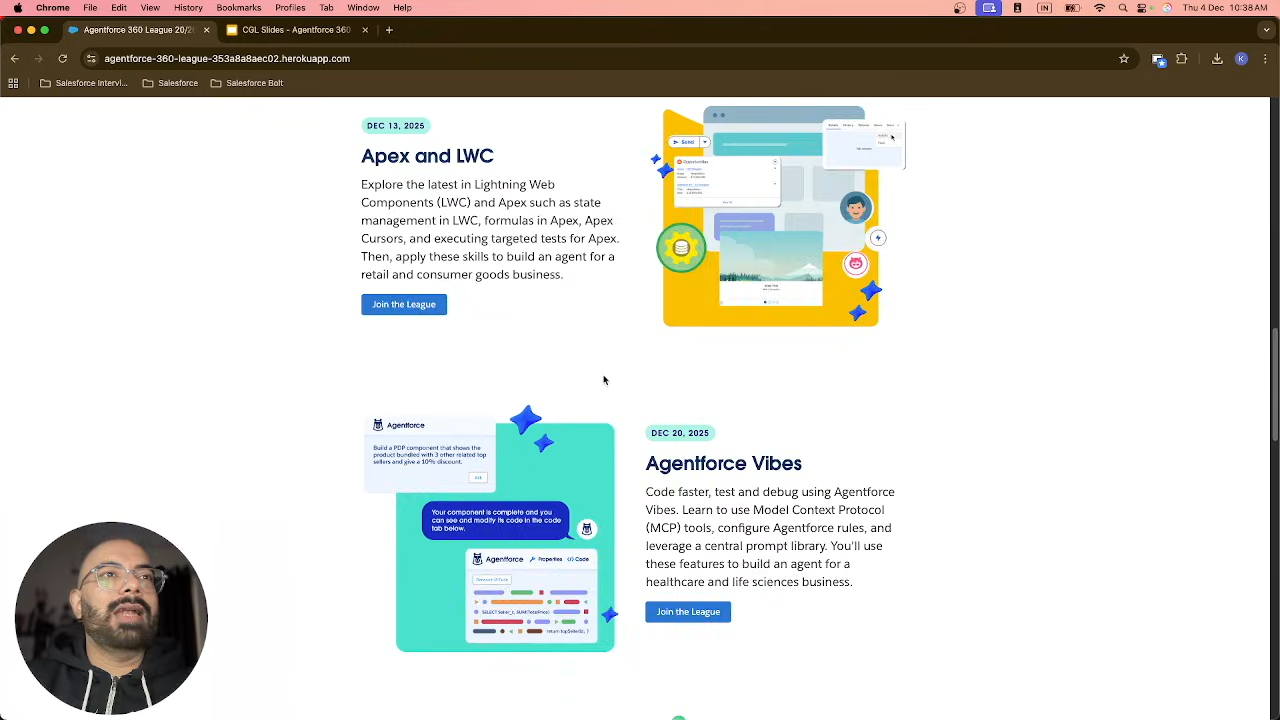 Chrome File Edit View History Bookmarks Profiles Tab Window Help
Thu 4 Dec 10:38 AM
Agentforce 360 League 20/2
CGL Slides - Agentforce 360
agentforce-360-league-353a8a8aec02.herokuapp.com
K
Salesforce Intervi...
Salesforce
Salesforce Bolt
DEC 13, 2025
Apex and LWC
Explore the latest in Lightning Web
Components (LWC) and Apex such as state
management in LWC, formulas in Apex, Apex
Cursors, and executing targeted tests for Apex.
Then, apply these skills to build an agent for a
retail and consumer goods business.
Join the League
Send
Opportunities
Agentforce
Build a PDP component that shows the
product bundled with 3 other related top
sellers and give a 10% discount.
Ask
Your component is complete and you
can see and modify its code in the code
tab below.
Agentforce
Properties
Code
DEC 20, 2025
Agentforce Vibes
Code faster, test and debug using Agentforce
Vibes. Learn to use Model Context Protocol
(MCP) tools, configure Agentforce rules, and
leverage a central prompt library. You'll use
these features to build an agent for a
healthcare and life sciences business.
Join the League